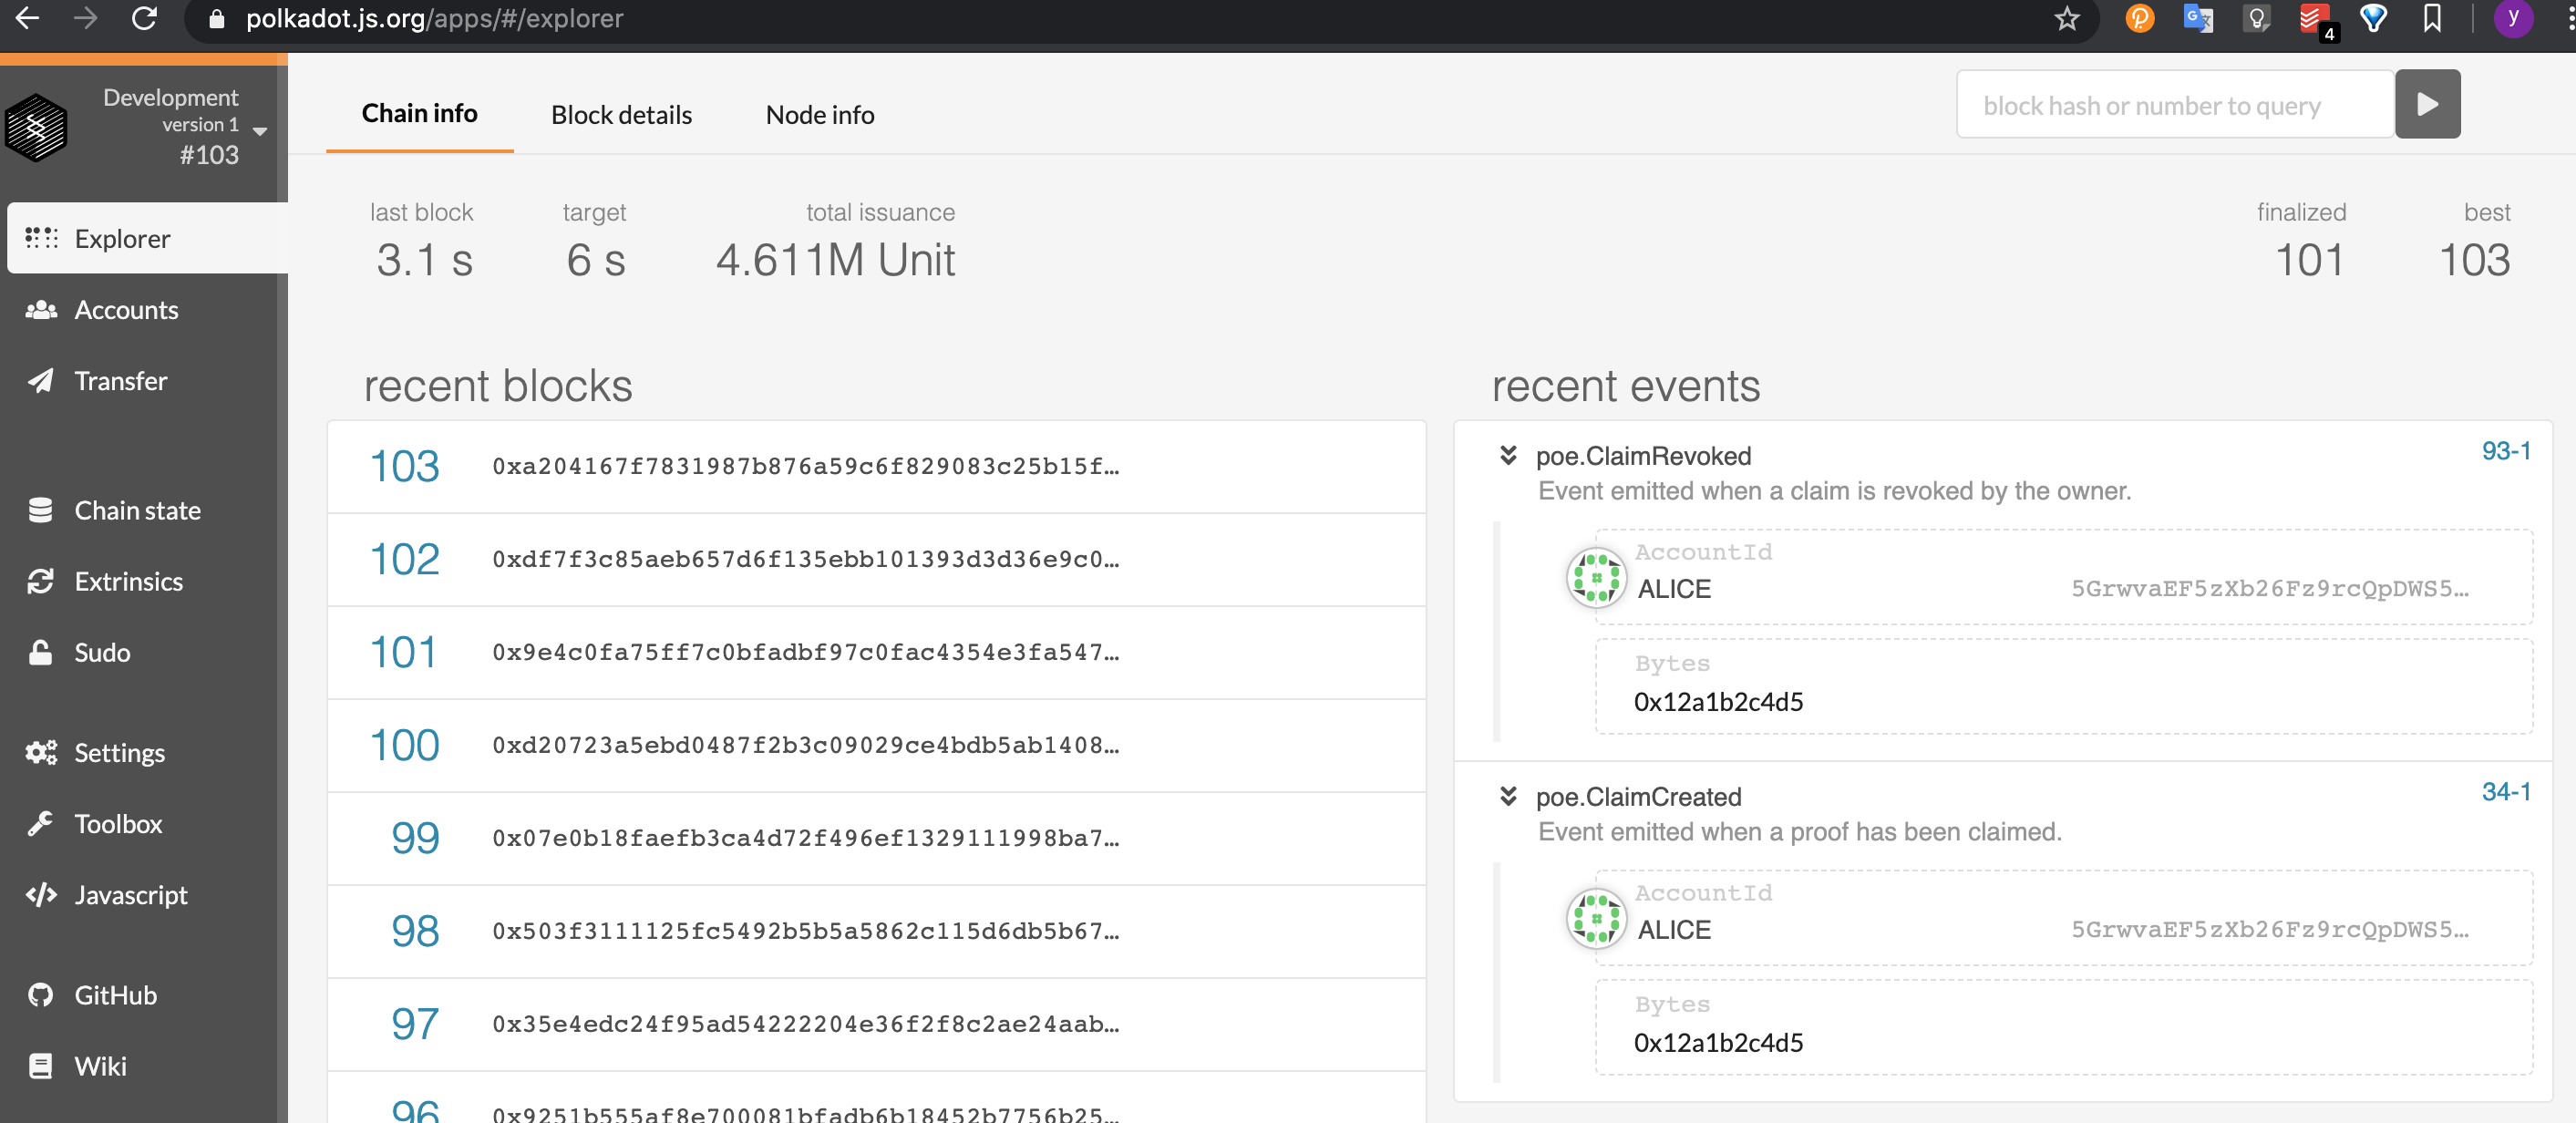 polkadot.js.org/apps/#/explorer
4
y
Development
version 1
#103
Explorer
Accounts
Transfer
Chain state
Extrinsics
Sudo
Settings
Toolbox
Javascript
GitHub
Wiki
Chain info
Block details
Node info
block hash or number to query
last block
3.1 s
target
6 s
total issuance
4.611M Unit
finalized
101
best
103
recent blocks
103 0xa204167f7831987b876a59c6f829083c25b15f…
102 0xdf7f3c85aeb657d6f135ebb101393d3d36e9c0…
101 0x9e4c0fa75ff7c0bfadbf97c0fac4354e3fa547…
100 0xd20723a5ebd0487f2b3c09029ce4bdb5ab1408…
99 0x07e0b18faefb3ca4d72f496ef1329111998ba7…
98 0x503f3111125fc5492b5b5a5862c115d6db5b67…
97 0x35e4edc24f95ad54222204e36f2f8c2ae24aab…
96 0x9251b555af8e700081bfadb6b18452b7756b25…
recent events
poe.ClaimRevoked 93-1
Event emitted when a claim is revoked by the owner.
AccountId
ALICE 5GrwvaEF5zXb26Fz9rcQpDWS5…
Bytes
0x12a1b2c4d5
poe.ClaimCreated 34-1
Event emitted when a proof has been claimed.
AccountId
ALICE 5GrwvaEF5zXb26Fz9rcQpDWS5…
Bytes
0x12a1b2c4d5